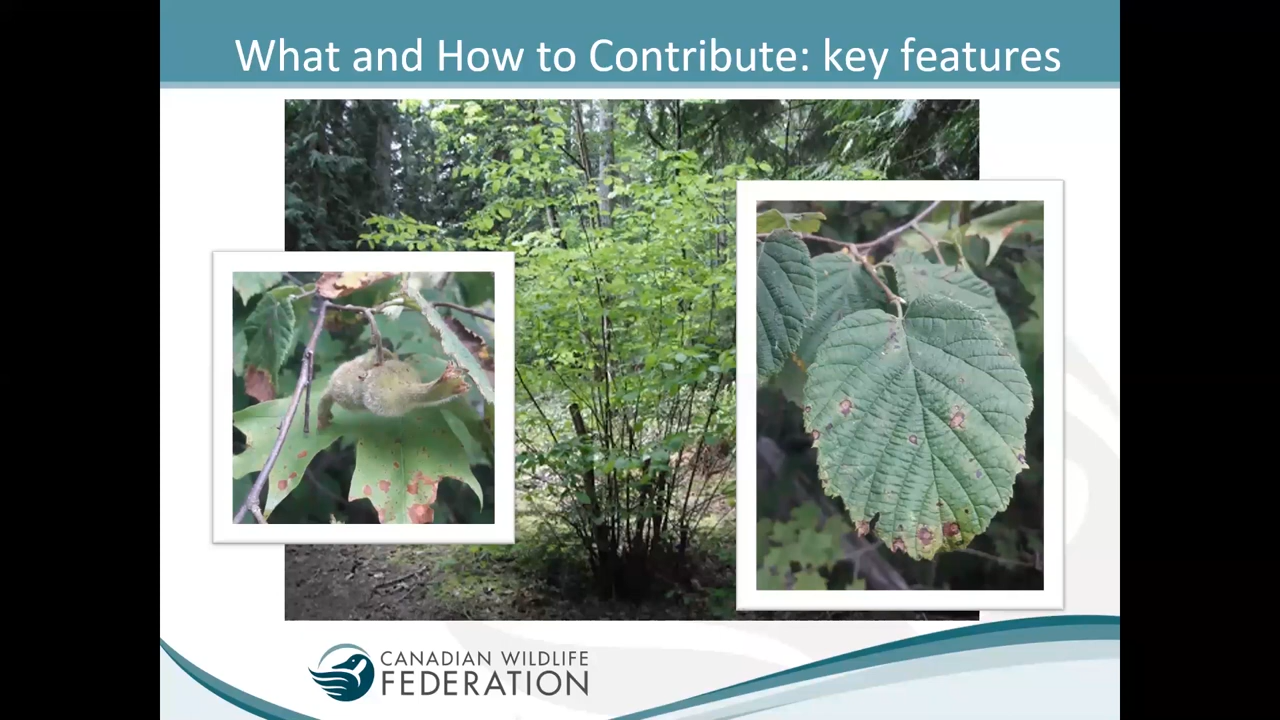 What and How to Contribute: key features
CANADIAN WILDLIFE
FEDERATION